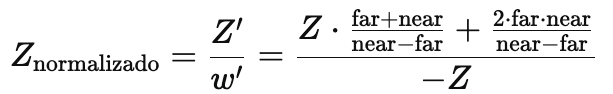 Z_normalizado = Z′/w′ = (Z · (far+near)/(near−far) + (2·far·near)/(near−far))/(−Z)